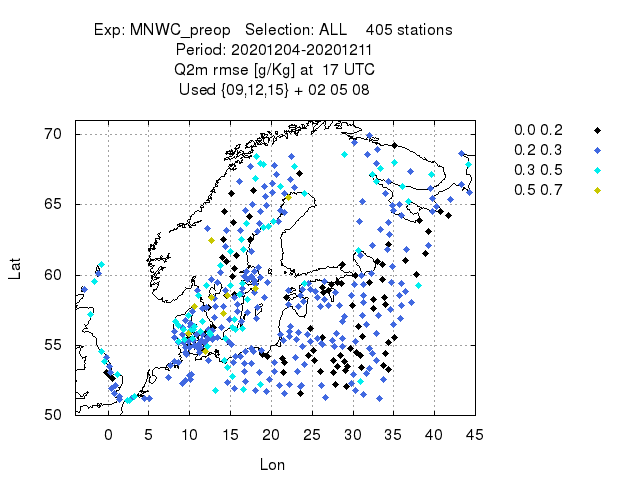 Exp: MNWC_preop Selection: ALL 405 stations
Period: 20201204-20201211
Q2m rmse [g/Kg] at 17 UTC
Used {09,12,15} + 02 05 08
0.0 0.2
0.2 0.3
0.3 0.5
0.5 0.7
70
65
60
55
50
Lat
0 5 10 15 20 25 30 35 40 45
Lon